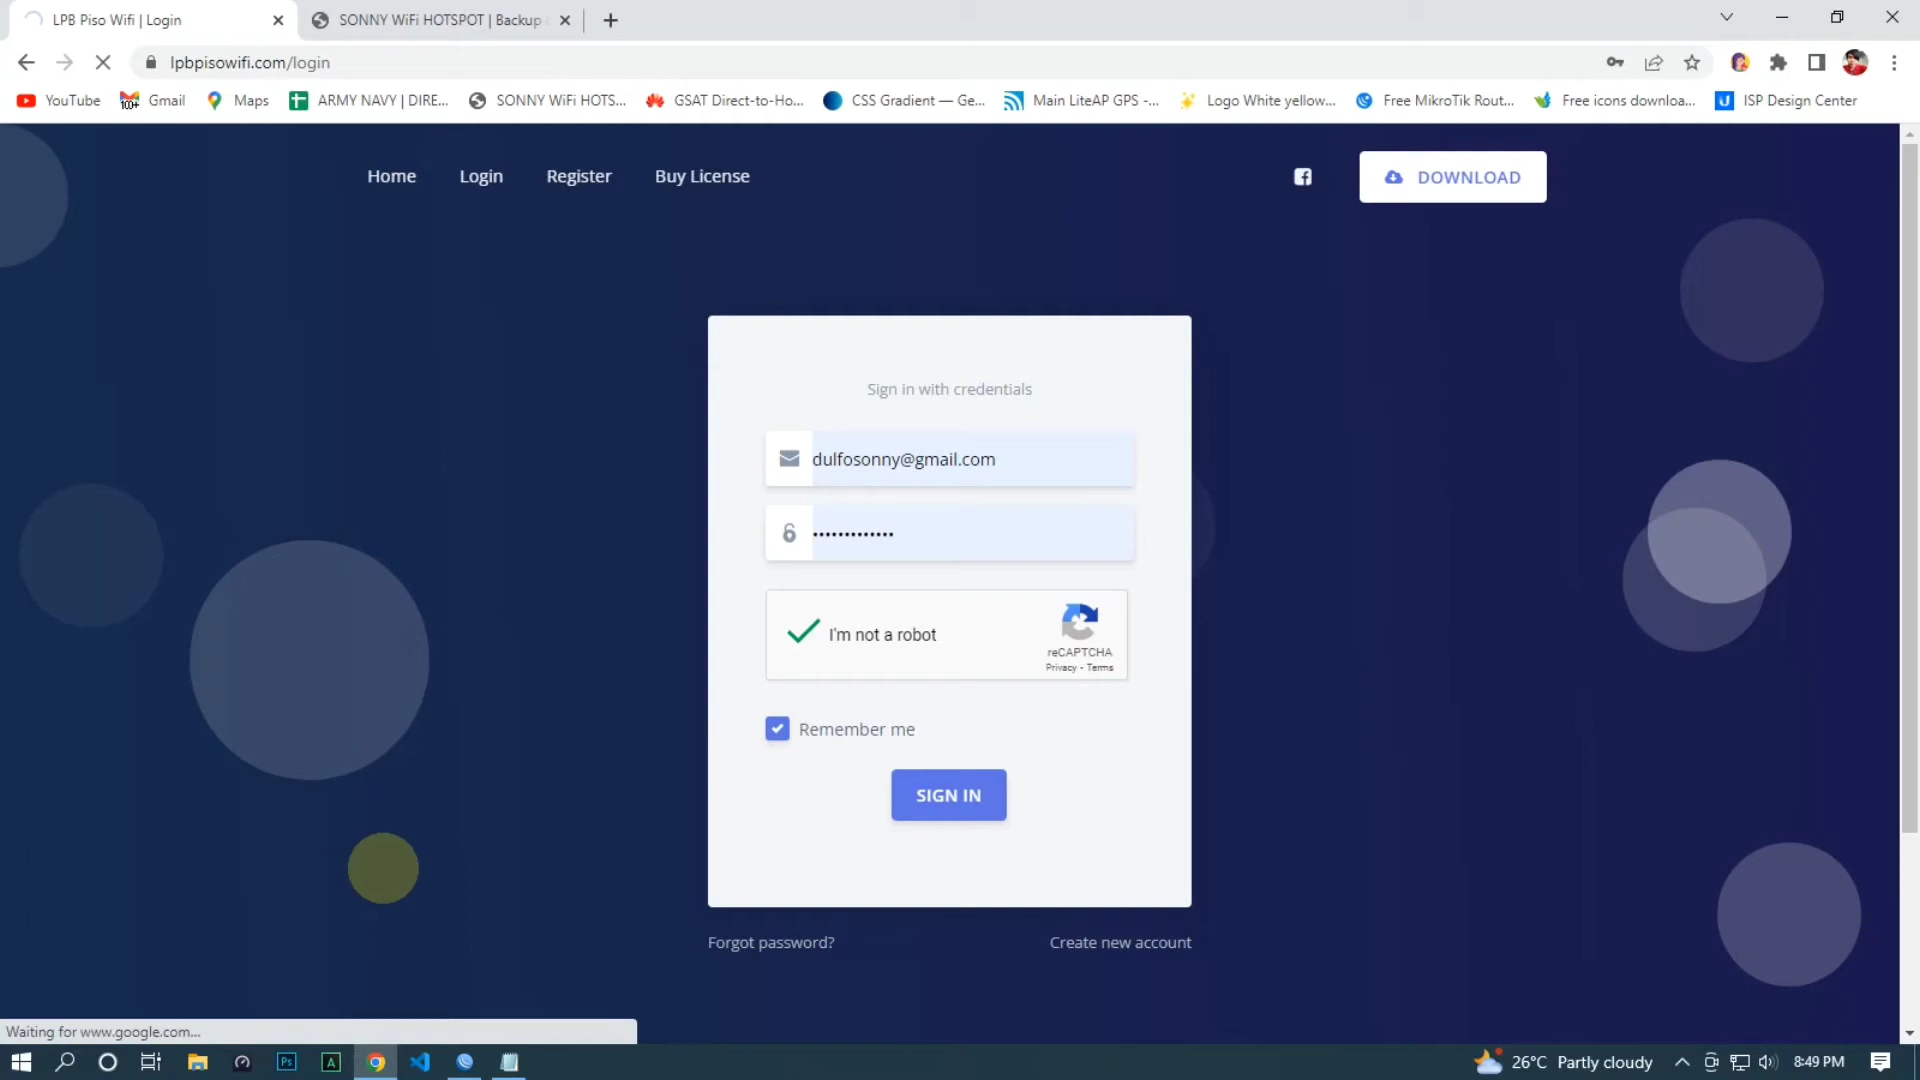 LPB Piso Wifi | Login
SONNY WiFi HOTSPOT | Backup
lpbpisowifi.com/login
YouTube
Gmail
Maps
ARMY NAVY | DIRE...
SONNY WiFi HOTS...
GSAT Direct-to-Ho...
CSS Gradient — Ge...
Main LiteAP GPS -...
Logo White yellow...
Free MikroTik Rout...
Free icons downloa...
ISP Design Center
Home
Login
Register
Buy License
DOWNLOAD
Sign in with credentials
dulfosonny@gmail.com
•••••••••••••
I'm not a robot
reCAPTCHA
Privacy - Terms
Remember me
SIGN IN
Forgot password?
Create new account
Waiting for www.google.com...
Ps
A
26°C Partly cloudy
8:49 PM